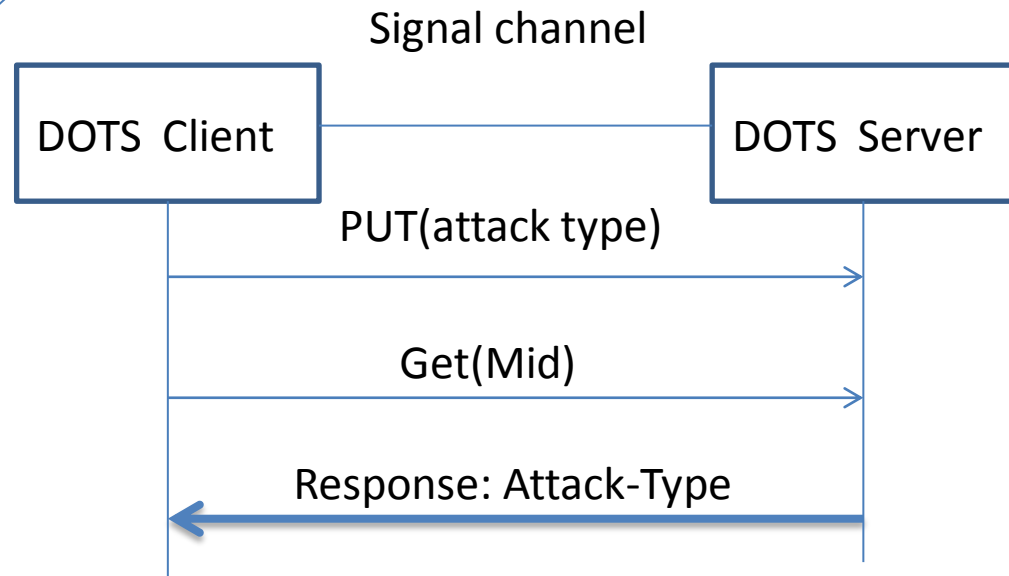 Signal channel
DOTS Client
DOTS Server
PUT(attack type)
Get(Mid)
Response: Attack-Type